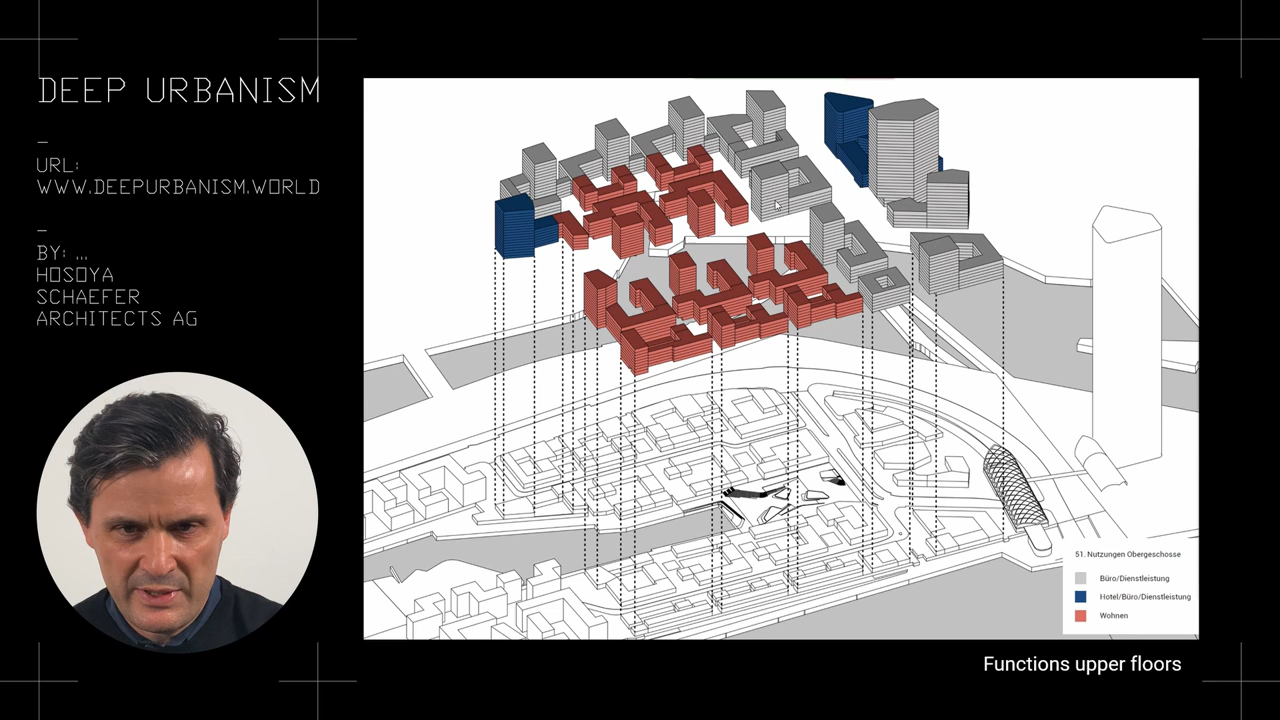 DEEP URBANISM
–
URL:
WWW.DEEPURBANISM.WORLD
–
BY: ...
HOSOYA
SCHAEFER
ARCHITECTS AG
51. Nutzungen Obergeschosse
Büro/Dienstleistung
Hotel/Büro/Dienstleistung
Wohnen
Functions upper floors